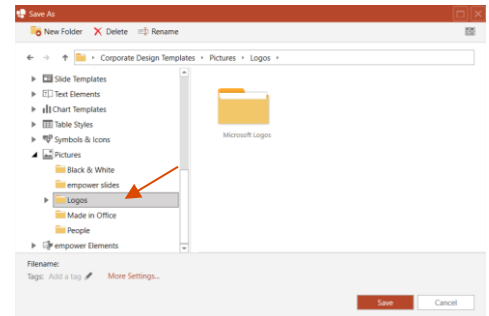 Save As
New Folder Delete Rename
Corporate Design Templates Pictures Logos
Slide Templates
Text Elements
Chart Templates
Table Styles
Symbols & Icons
Pictures
Black & White
empower slides
Logos
Made in Office
People
empower Elements
Microsoft Logos
Filename:
Tags: Add a tag More Settings...
Save Cancel